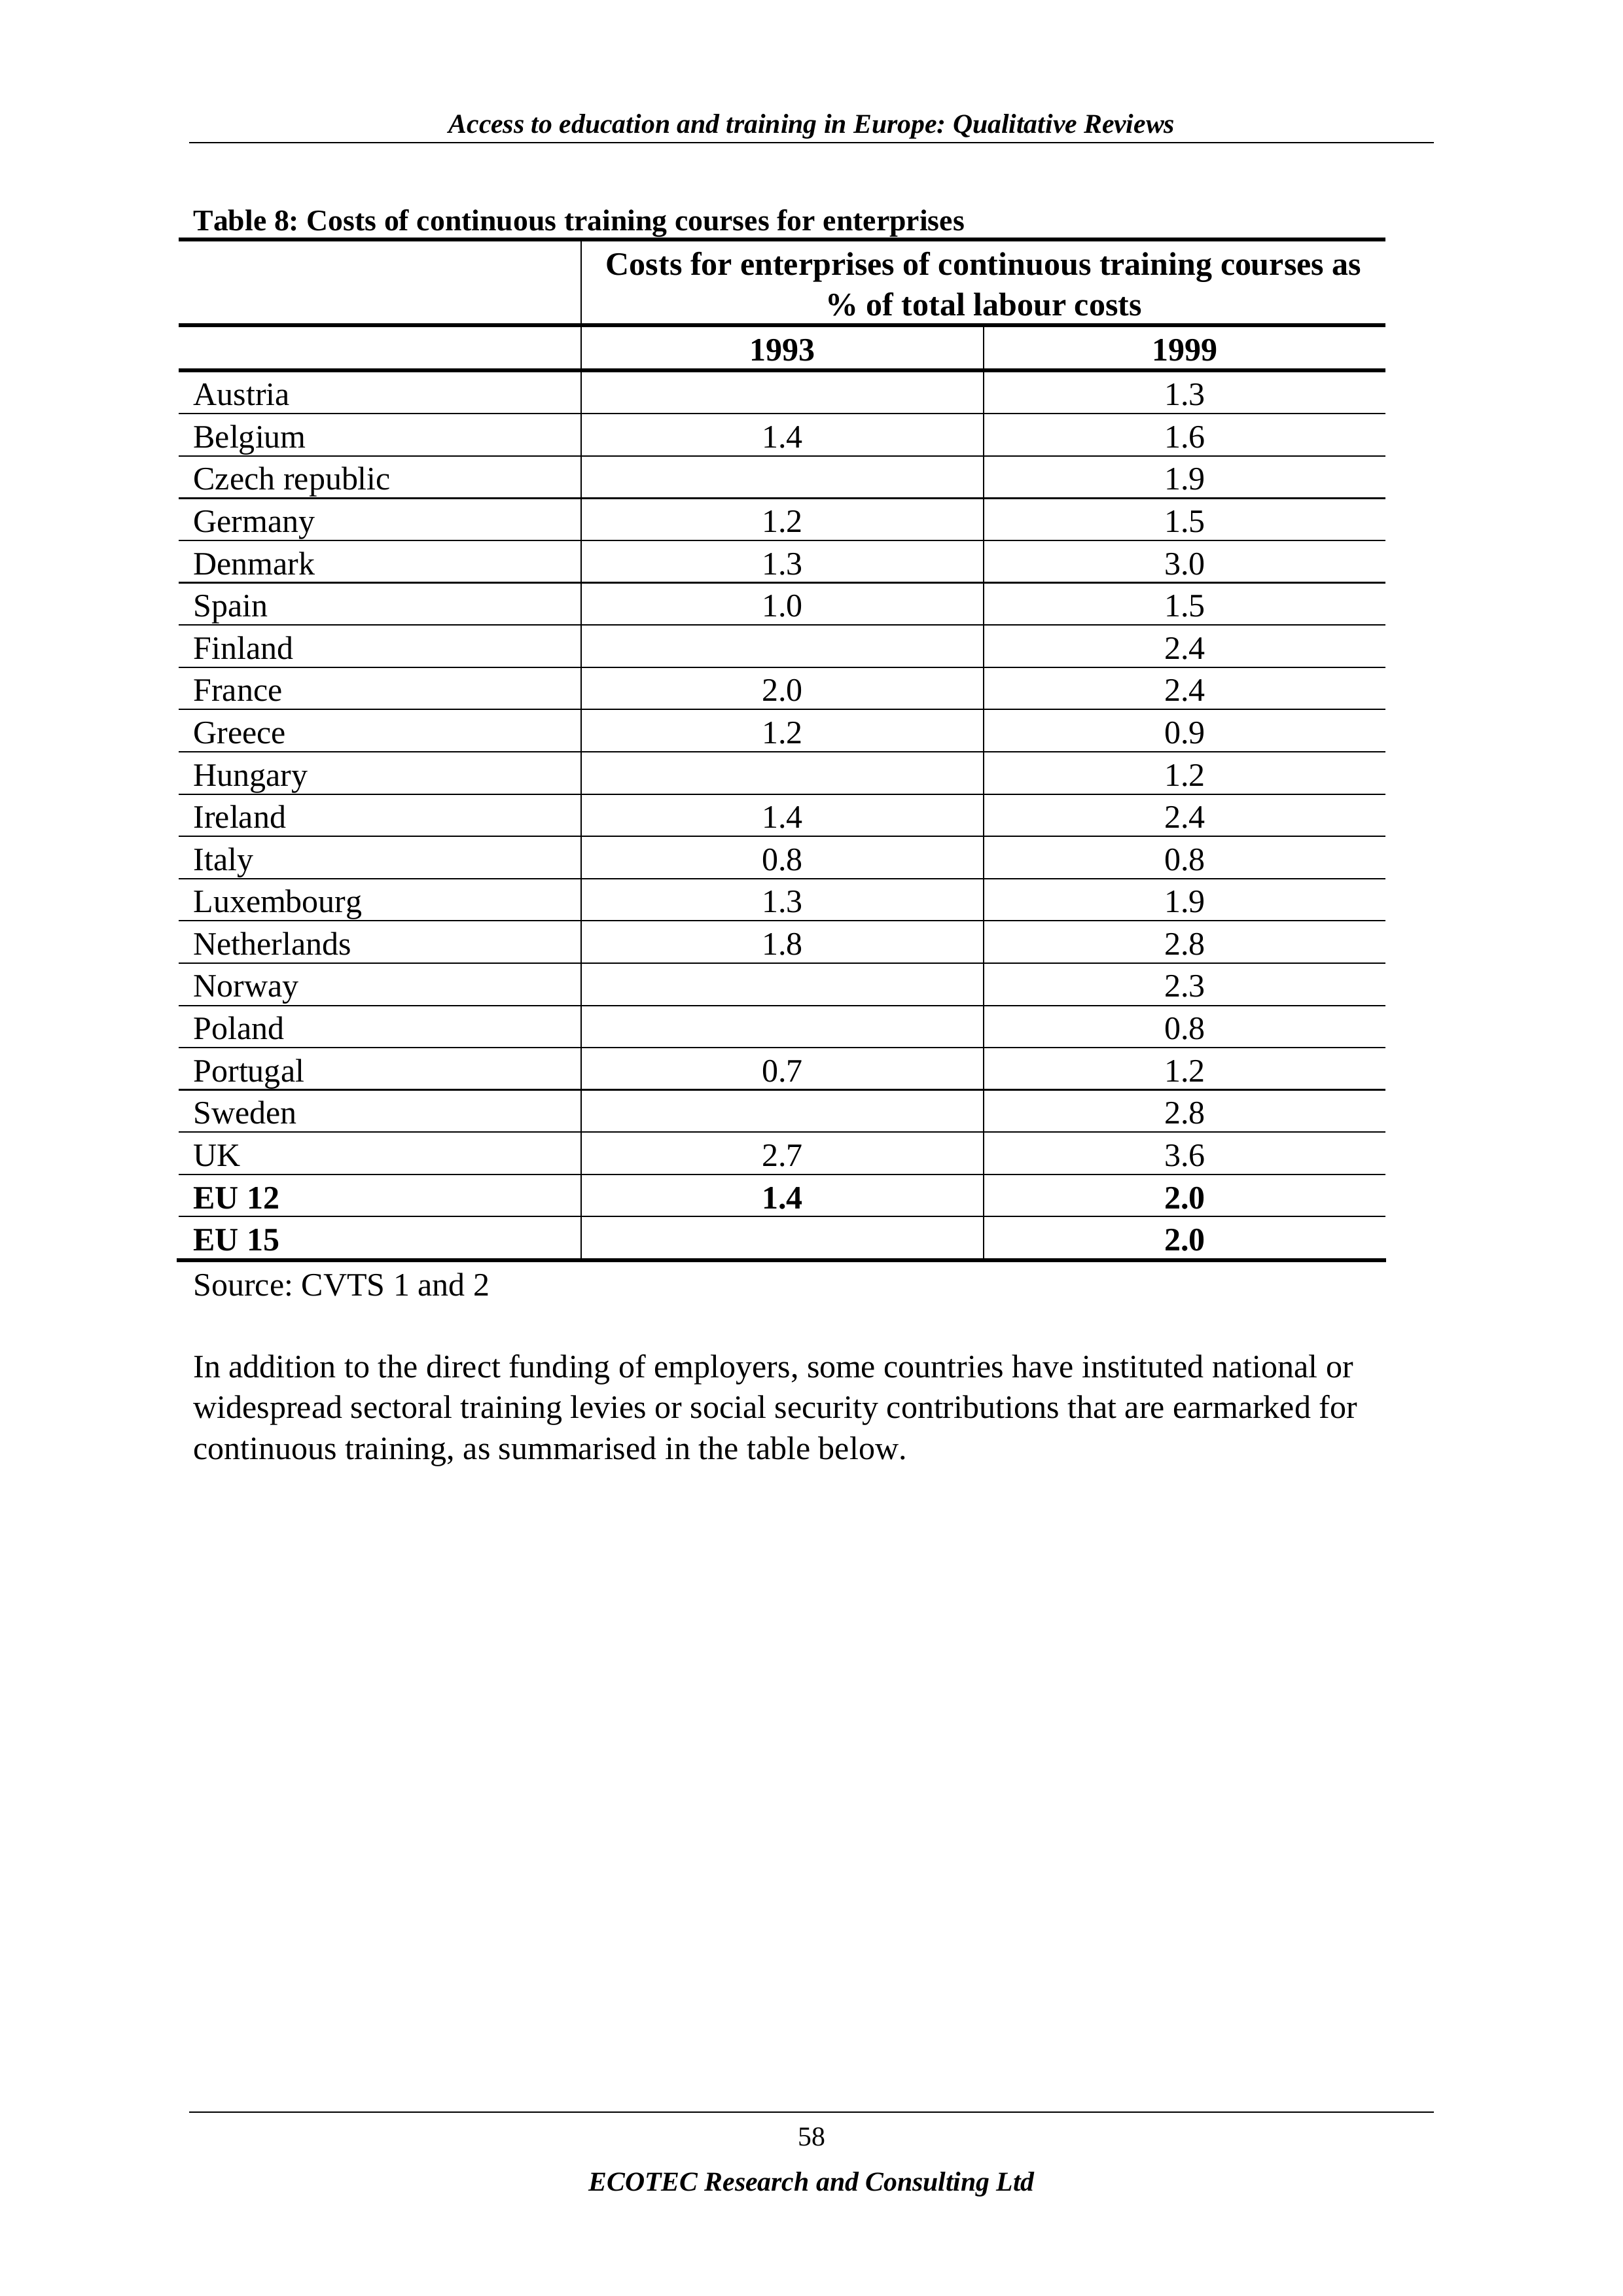 Access to education and training in Europe: Qualitative Reviews
Table 8: Costs of continuous training courses for enterprises
Costs for enterprises of continuous training courses as
% of total labour costs
1993 1999
Austria 1.3
Belgium 1.4 1.6
Czech republic 1.9
Germany 1.2 1.5
Denmark 1.3 3.0
Spain 1.0 1.5
Finland 2.4
France 2.0 2.4
Greece 1.2 0.9
Hungary 1.2
Ireland 1.4 2.4
Italy 0.8 0.8
Luxembourg 1.3 1.9
Netherlands 1.8 2.8
Norway 2.3
Poland 0.8
Portugal 0.7 1.2
Sweden 2.8
UK 2.7 3.6
EU 12 1.4 2.0
EU 15 2.0
Source: CVTS 1 and 2
In addition to the direct funding of employers, some countries have instituted national or
widespread sectoral training levies or social security contributions that are earmarked for
continuous training, as summarised in the table below.
58
ECOTEC Research and Consulting Ltd